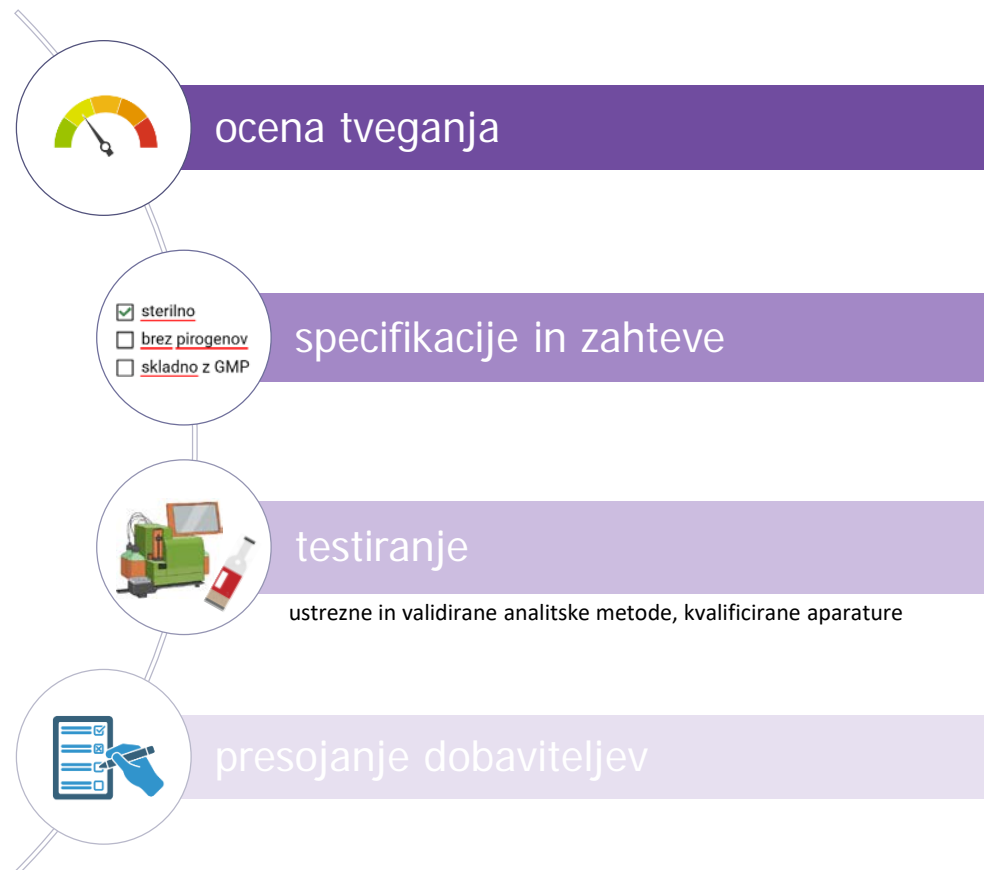 ocena tveganja
sterilno
brez pirogenov
skladno z GMP
specifikacije in zahteve
testiranje
ustrezne in validirane analitske metode, kvalificirane aparature
presojanje dobaviteljev